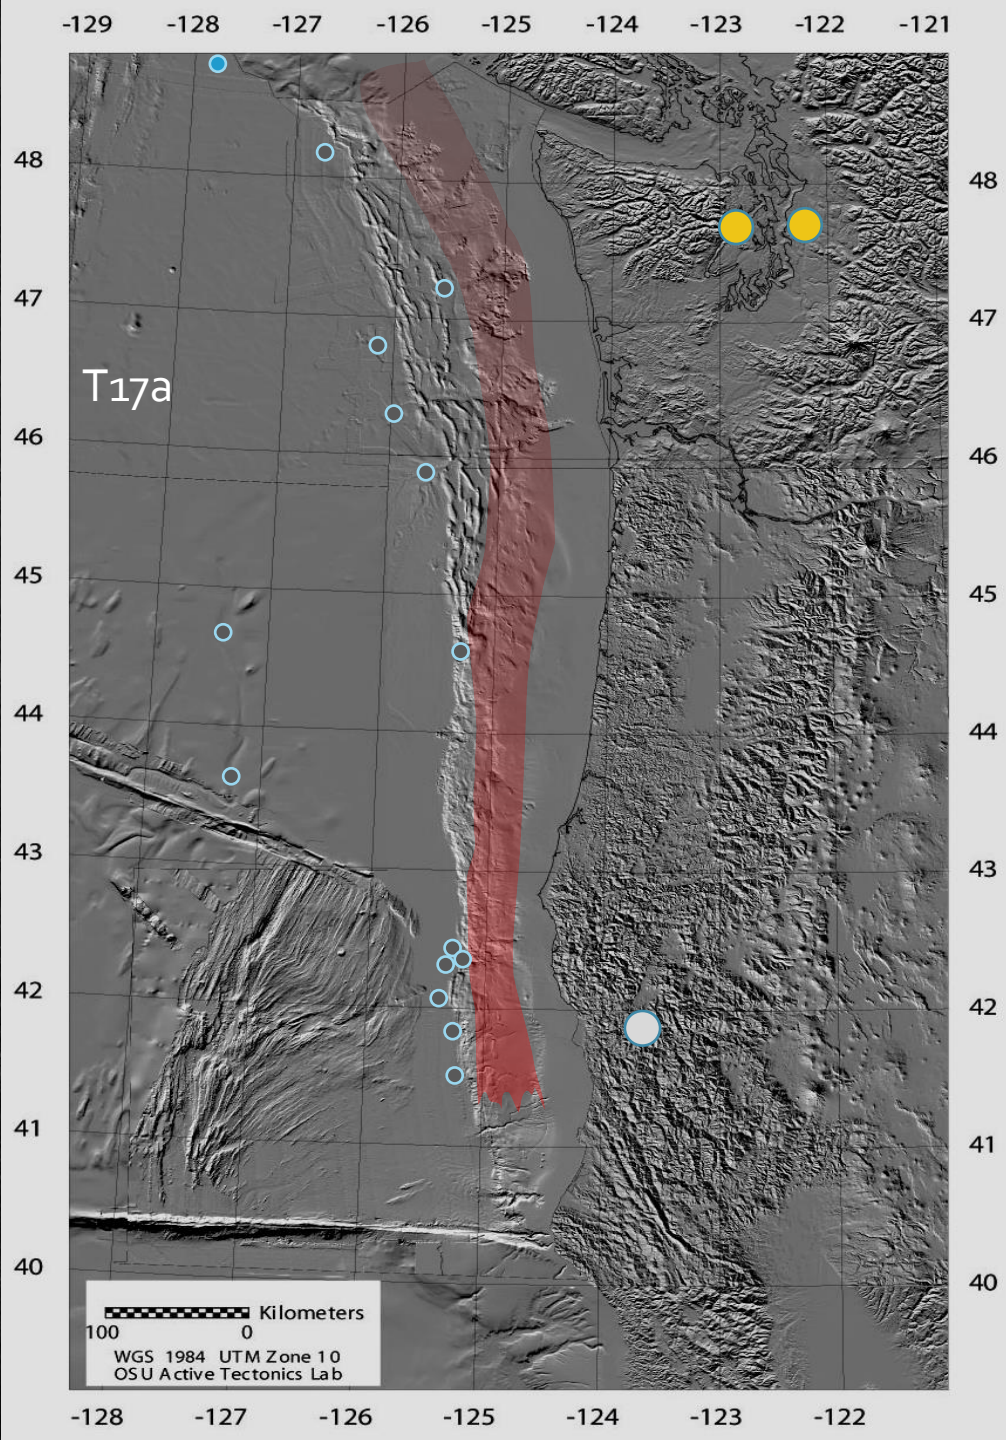 -129 -128 -127 -126 -125 -124 -123 -122 -121
48 48
47 47
T17a
46 46
45 45
44 44
43 43
42 42
41 41
40 40
Kilometers
100 0
WGS 1984 UTM Zone 10
OSU Active Tectonics Lab
-128 -127 -126 -125 -124 -123 -122